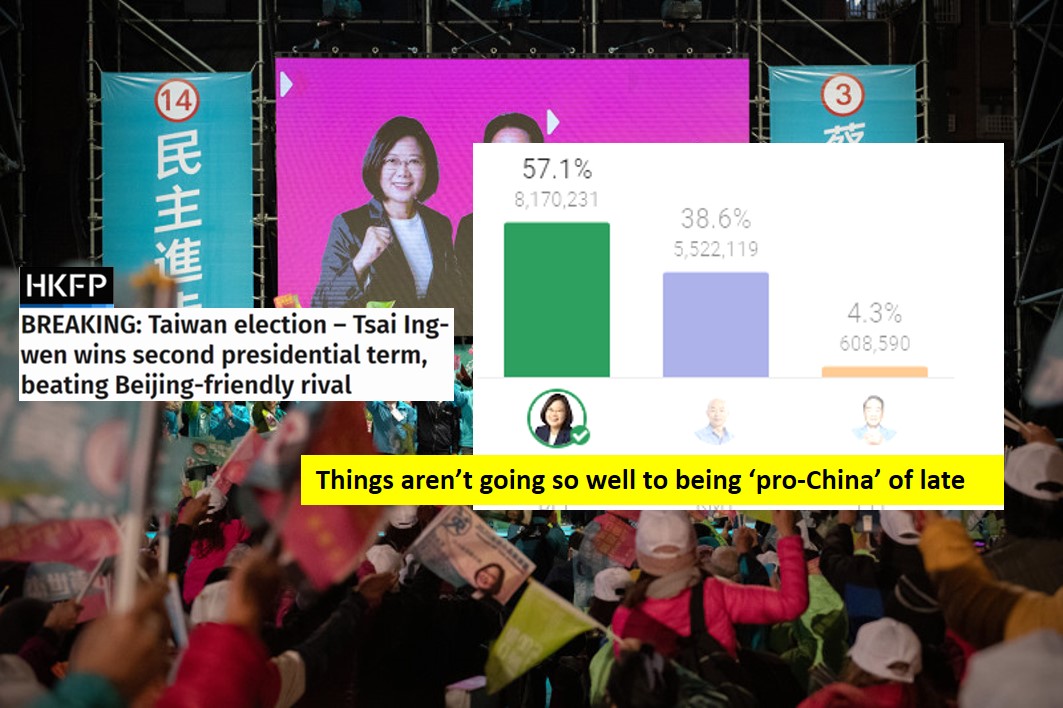 14
民主進
3
57.1%
8,170,231
38.6%
5,522,119
4.3%
608,590
HKFP
BREAKING: Taiwan election – Tsai Ing-
wen wins second presidential term,
beating Beijing-friendly rival
Things aren’t going so well to being ‘pro-China’ of late